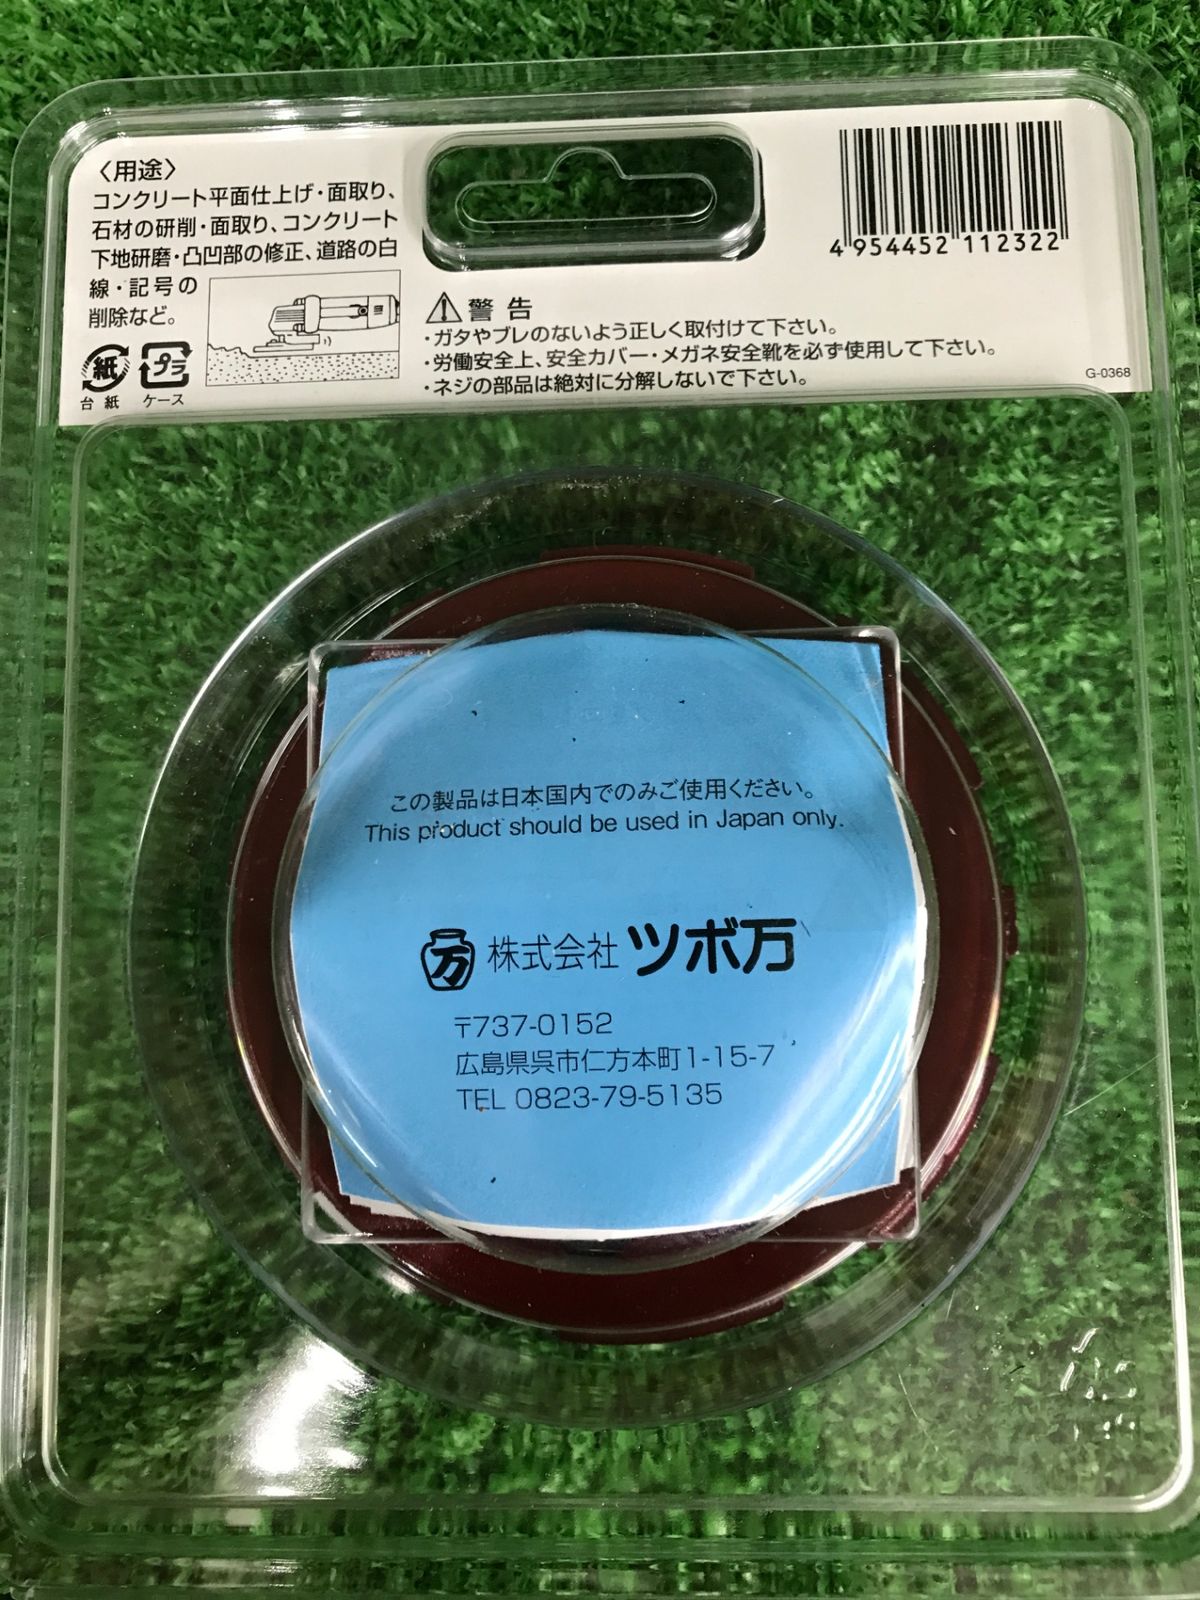 〈用途〉
コンクリート平面仕上げ・面取り、
石材の研削・面取り、コンクリート
下地研磨・凸凹部の修正、道路の白
線・記号の
削除など。
紙
プラ
台紙
ケース
警告
・ガタやブレのないよう正しく取付けて下さい。
・労働安全上、安全カバー・メガネ安全靴を必ず使用して下さい。
・ネジの部品は絶対に分解しないで下さい。
4 954452 112322
G-0368
この製品は日本国内でのみご使用ください。
This product should be used in Japan only.
万 株式会社 ツボ万
〒737-0152
広島県呉市仁方本町1-15-7
TEL 0823-79-5135